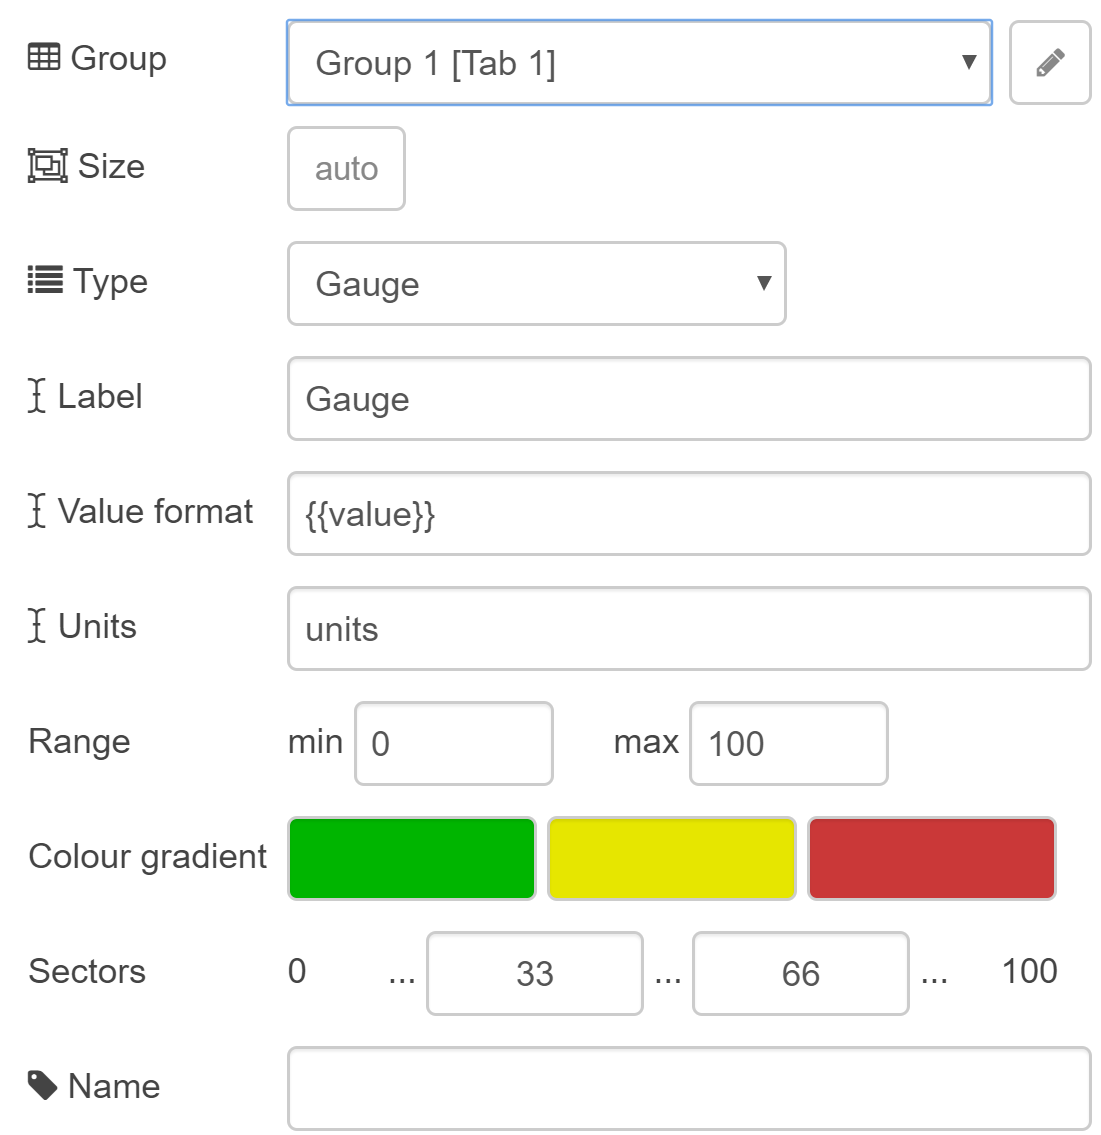 Group Group 1 [Tab 1] ▼
Size auto
Type Gauge ▼
Label Gauge
Value format {{value}}
Units units
Range min 0 max 100
Colour gradient
Sectors 0 ... 33 ... 66 ... 100
Name